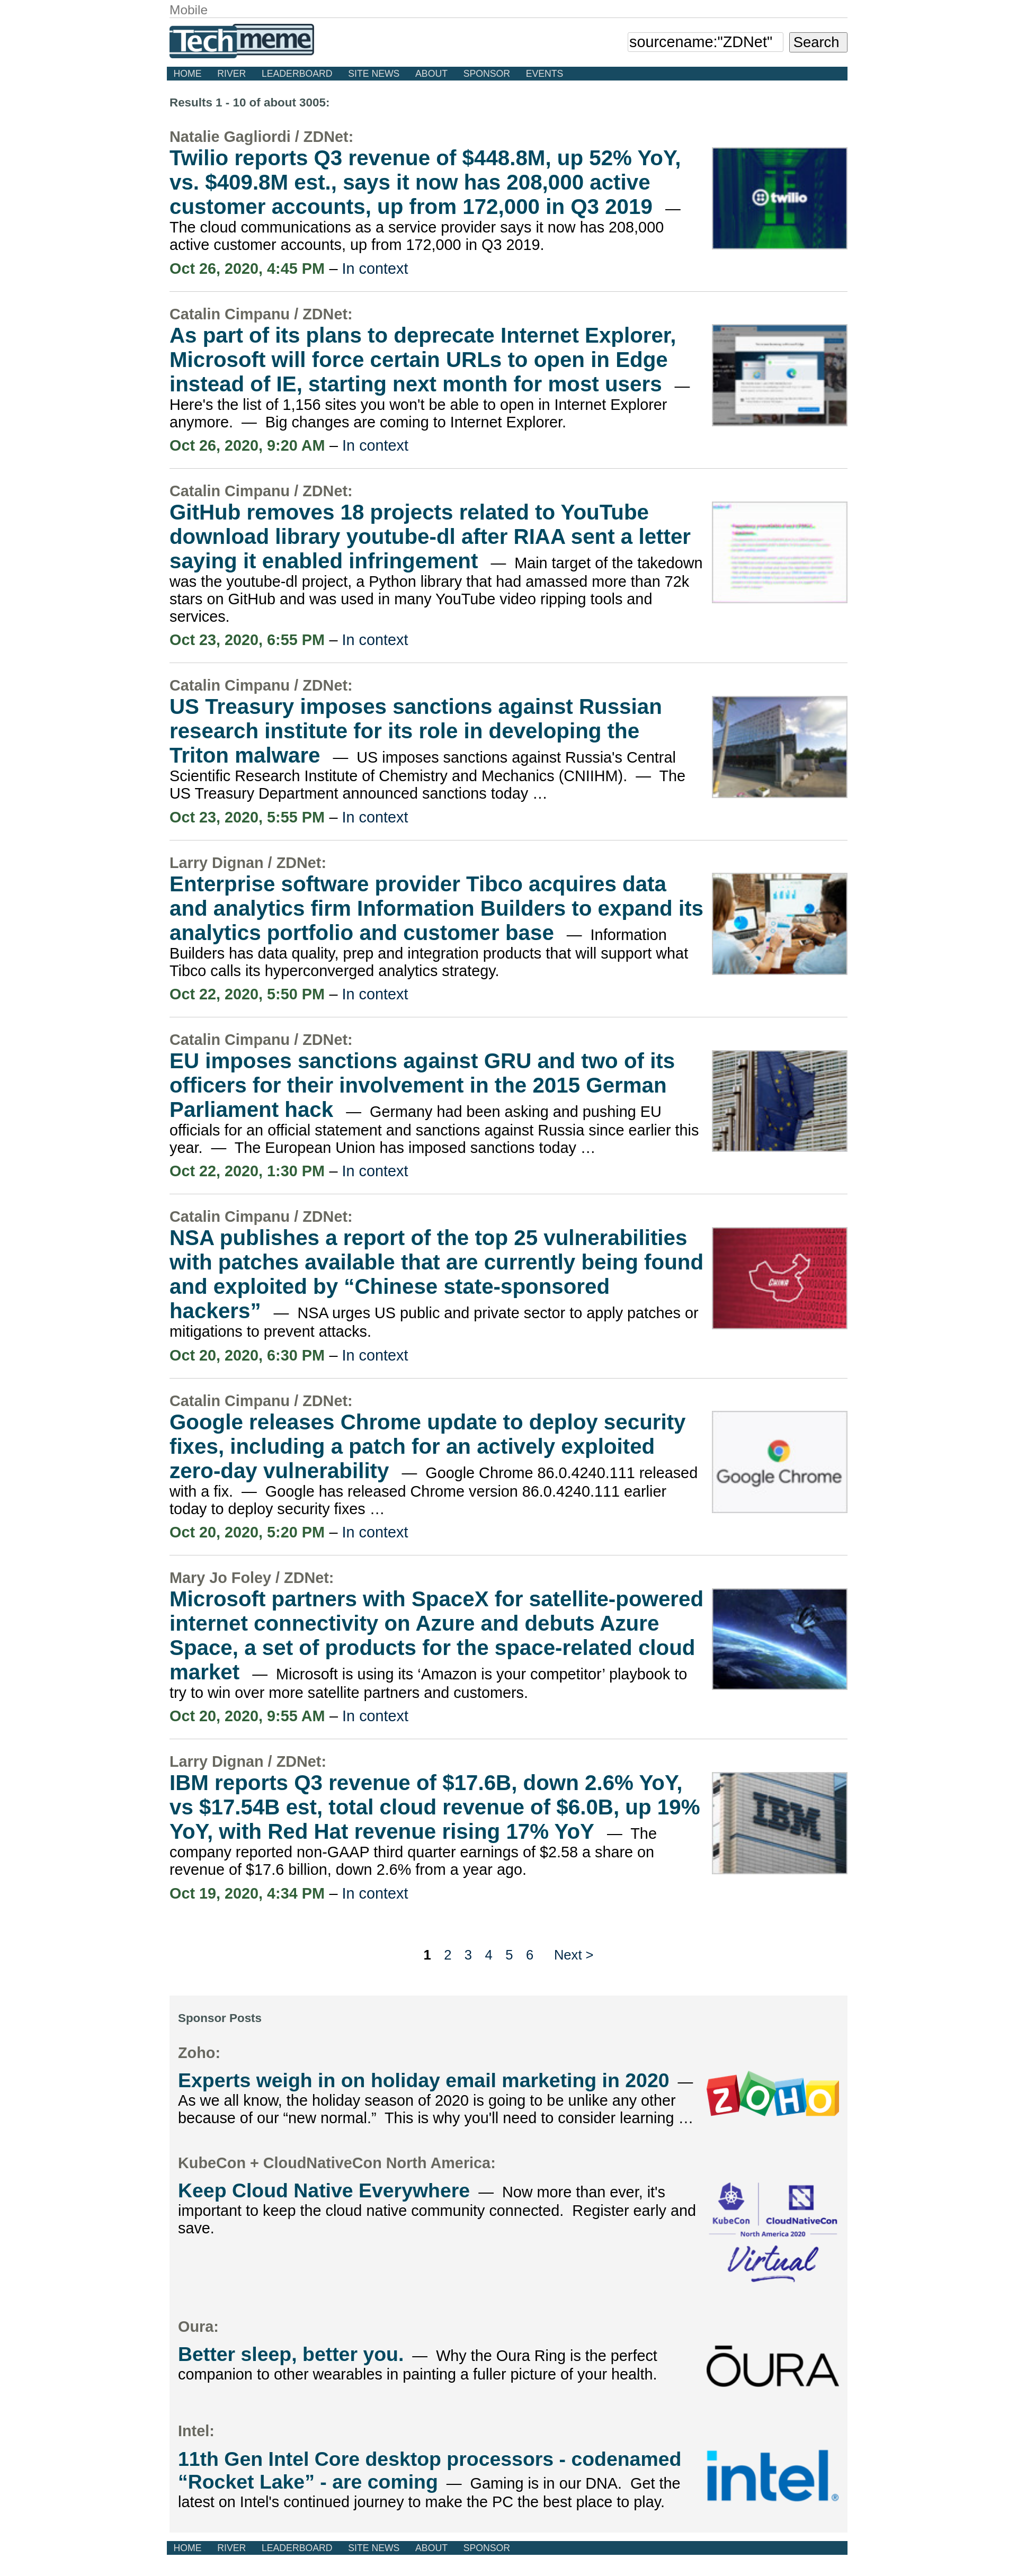 Mobile
Techmeme
sourcename:"ZDNet" Search
HOME RIVER LEADERBOARD SITE NEWS ABOUT SPONSOR EVENTS
Results 1 - 10 of about 3005:
Natalie Gagliordi / ZDNet:
Twilio reports Q3 revenue of $448.8M, up 52% YoY,
vs. $409.8M est., says it now has 208,000 active
customer accounts, up from 172,000 in Q3 2019 —
The cloud communications as a service provider says it now has 208,000
active customer accounts, up from 172,000 in Q3 2019.
twilio
Oct 26, 2020, 4:45 PM – In context
Catalin Cimpanu / ZDNet:
As part of its plans to deprecate Internet Explorer,
Microsoft will force certain URLs to open in Edge
instead of IE, starting next month for most users —
Here's the list of 1,156 sites you won't be able to open in Internet Explorer
anymore. — Big changes are coming to Internet Explorer.
Oct 26, 2020, 9:20 AM – In context
Catalin Cimpanu / ZDNet:
GitHub removes 18 projects related to YouTube
download library youtube-dl after RIAA sent a letter
saying it enabled infringement — Main target of the takedown
was the youtube-dl project, a Python library that had amassed more than 72k
stars on GitHub and was used in many YouTube video ripping tools and
services.
Oct 23, 2020, 6:55 PM – In context
Catalin Cimpanu / ZDNet:
US Treasury imposes sanctions against Russian
research institute for its role in developing the
Triton malware — US imposes sanctions against Russia's Central
Scientific Research Institute of Chemistry and Mechanics (CNIIHM). — The
US Treasury Department announced sanctions today …
Oct 23, 2020, 5:55 PM – In context
Larry Dignan / ZDNet:
Enterprise software provider Tibco acquires data
and analytics firm Information Builders to expand its
analytics portfolio and customer base — Information
Builders has data quality, prep and integration products that will support what
Tibco calls its hyperconverged analytics strategy.
Oct 22, 2020, 5:50 PM – In context
Catalin Cimpanu / ZDNet:
EU imposes sanctions against GRU and two of its
officers for their involvement in the 2015 German
Parliament hack — Germany had been asking and pushing EU
officials for an official statement and sanctions against Russia since earlier this
year. — The European Union has imposed sanctions today …
Oct 22, 2020, 1:30 PM – In context
Catalin Cimpanu / ZDNet:
NSA publishes a report of the top 25 vulnerabilities
with patches available that are currently being found
and exploited by “Chinese state-sponsored
hackers” — NSA urges US public and private sector to apply patches or
mitigations to prevent attacks.
CHINA
Oct 20, 2020, 6:30 PM – In context
Catalin Cimpanu / ZDNet:
Google releases Chrome update to deploy security
fixes, including a patch for an actively exploited
zero-day vulnerability — Google Chrome 86.0.4240.111 released
with a fix. — Google has released Chrome version 86.0.4240.111 earlier
today to deploy security fixes …
Google Chrome
Oct 20, 2020, 5:20 PM – In context
Mary Jo Foley / ZDNet:
Microsoft partners with SpaceX for satellite-powered
internet connectivity on Azure and debuts Azure
Space, a set of products for the space-related cloud
market — Microsoft is using its ‘Amazon is your competitor’ playbook to
try to win over more satellite partners and customers.
Oct 20, 2020, 9:55 AM – In context
Larry Dignan / ZDNet:
IBM reports Q3 revenue of $17.6B, down 2.6% YoY,
vs $17.54B est, total cloud revenue of $6.0B, up 19%
YoY, with Red Hat revenue rising 17% YoY — The
company reported non-GAAP third quarter earnings of $2.58 a share on
revenue of $17.6 billion, down 2.6% from a year ago.
IBM
Oct 19, 2020, 4:34 PM – In context
1 2 3 4 5 6 Next >
Sponsor Posts
Zoho:
Experts weigh in on holiday email marketing in 2020 —
As we all know, the holiday season of 2020 is going to be unlike any other
because of our “new normal.” This is why you'll need to consider learning …
ZOHO
KubeCon + CloudNativeCon North America:
Keep Cloud Native Everywhere — Now more than ever, it's
important to keep the cloud native community connected. Register early and
save.
KubeCon CloudNativeCon
North America 2020
Virtual
Oura:
Better sleep, better you. — Why the Oura Ring is the perfect
companion to other wearables in painting a fuller picture of your health.
ŌURA
Intel:
11th Gen Intel Core desktop processors - codenamed
“Rocket Lake” - are coming — Gaming is in our DNA. Get the
latest on Intel's continued journey to make the PC the best place to play.
intel®
HOME RIVER LEADERBOARD SITE NEWS ABOUT SPONSOR